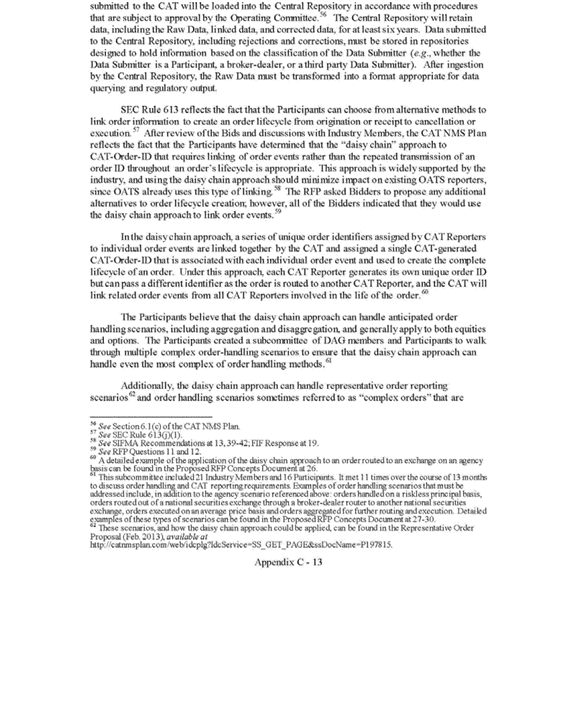 submitted to the CAT will be loaded into the Central Repository in accordance with procedures
that are subject to approval by the Operating Committee.56 The Central Repository will retain
data, including the Raw Data, linked data, and corrected data, for at least six years. Data submitted
to the Central Repository, including rejections and corrections, must be stored in repositories
designed to hold information based on the classification of the Data Submitter (e.g., whether the
Data Submitter is a Participant, a broker-dealer, or a third party Data Submitter). After ingestion
by the Central Repository, the Raw Data must be transformed into a format appropriate for data
querying and regulatory output.
SEC Rule 613 reflects the fact that the Participants can choose from alternative methods to
link order information to create an order lifecycle from origination or receipt to cancellation or
execution.57 After review of the Bids and discussions with Industry Members, the CAT NMS Plan
reflects the fact that the Participants have determined that the “daisy chain” approach to
CAT-Order-ID that requires linking of order events rather than the repeated transmission of an
order ID throughout an order’s lifecycle is appropriate. This approach is widely supported by the
industry, and using the daisy chain approach should minimize impact on existing OATS reporters,
since OATS already uses this type of linking.58 The RFP asked Bidders to propose any additional
alternatives to order lifecycle creation; however, all of the Bidders indicated that they would use
the daisy chain approach to link order events.59
In the daisy chain approach, a series of unique order identifiers assigned by CAT Reporters
to individual order events are linked together by the CAT and assigned a single CAT-generated
CAT-Order-ID that is associated with each individual order event and used to create the complete
lifecycle of an order. Under this approach, each CAT Reporter generates its own unique order ID
but can pass a different identifier as the order is routed to another CAT Reporter, and the CAT will
link related order events from all CAT Reporters involved in the life of the order.60
The Participants believe that the daisy chain approach can handle anticipated order
handling scenarios, including aggregation and disaggregation, and generally apply to both equities
and options. The Participants created a subcommittee of DAG members and Participants to walk
through multiple complex order-handling scenarios to ensure that the daisy chain approach can
handle even the most complex of order handling methods.61
Additionally, the daisy chain approach can handle representative order reporting
scenarios62 and order handling scenarios sometimes referred to as “complex orders” that are
56 See Section 6.1(c) of the CAT NMS Plan.
57 See SEC Rule 613(j)(1).
58 See SIFMA Recommendations at 13, 39-42; FIF Response at 19.
59 See RFP Questions 11 and 12.
60 A detailed example of the application of the daisy chain approach to an order routed to an exchange on an agency
basis can be found in the Proposed RFP Concepts Document at 26.
61 This subcommittee included 21 Industry Members and 16 Participants. It met 11 times over the course of 13 months
to discuss order handling and CAT reporting requirements. Examples of order handling scenarios that must be
addressed include, in addition to the agency scenario referenced above: orders handled on a riskless principal basis,
orders routed out of a national securities exchange through a broker-dealer router to another national securities
exchange, orders executed on an average price basis and orders aggregated for further routing and execution. Detailed
examples of these types of scenarios can be found in the Proposed RFP Concepts Document at 27-30.
62 These scenarios, and how the daisy chain approach could be applied, can be found in the Representative Order
Proposal (Feb. 2013), available at
http://catnmsplan.com/web/idcplg?IdcService=SS_GET_PAGE&ssDocName=P197815.
Appendix C - 13